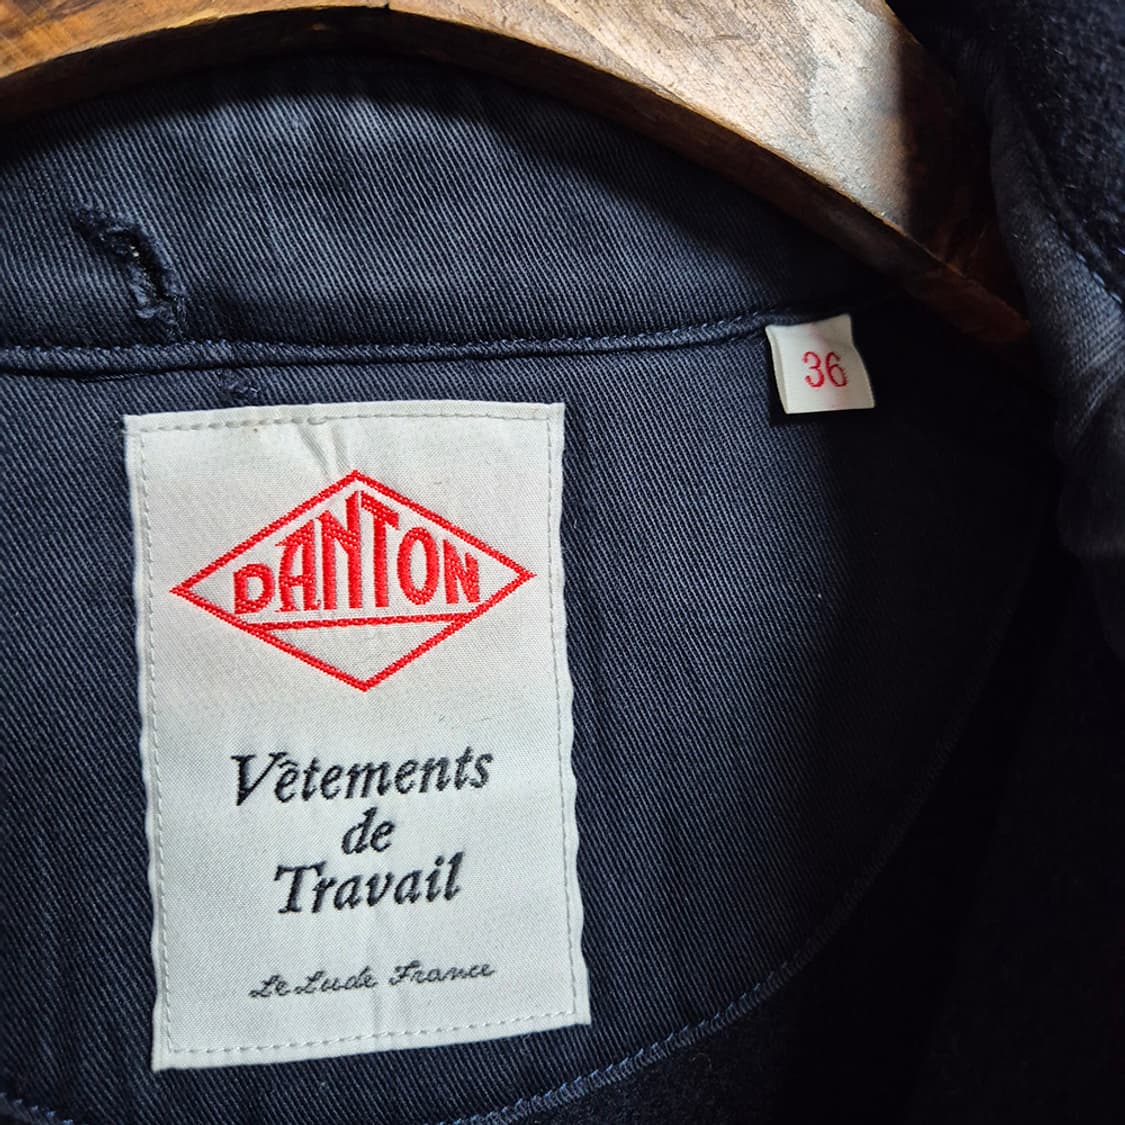 36
DANTON
Vêtements
de
Travail
Le Lude France